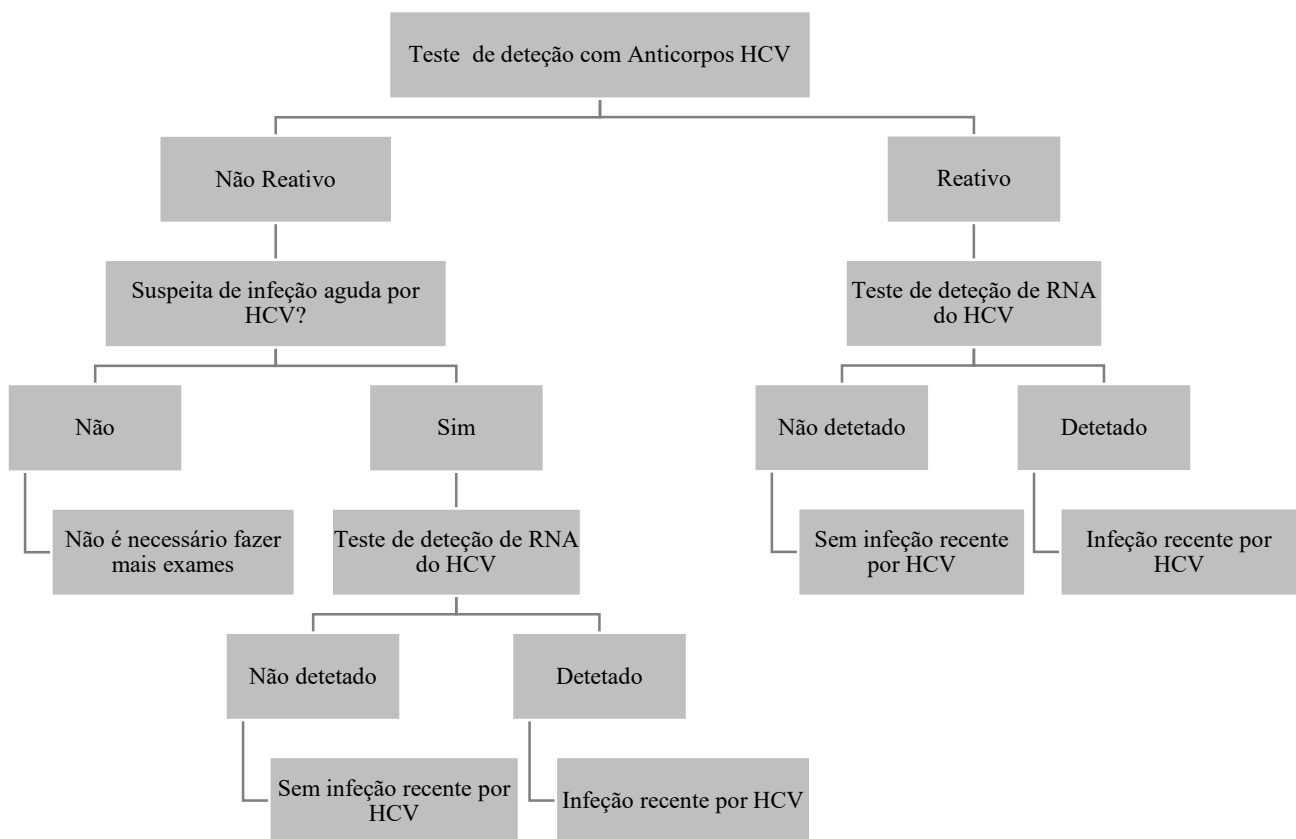 Teste de deteção com Anticorpos HCV
Não Reativo
Reativo
Suspeita de infeção aguda por
HCV?
Teste de deteção de RNA
do HCV
Não
Sim
Não detetado
Detetado
Não é necessário fazer
mais exames
Teste de deteção de RNA
do HCV
Sem infeção recente
por HCV
Infeção recente por
HCV
Não detetado
Detetado
Sem infeção recente por
HCV
Infeção recente por HCV